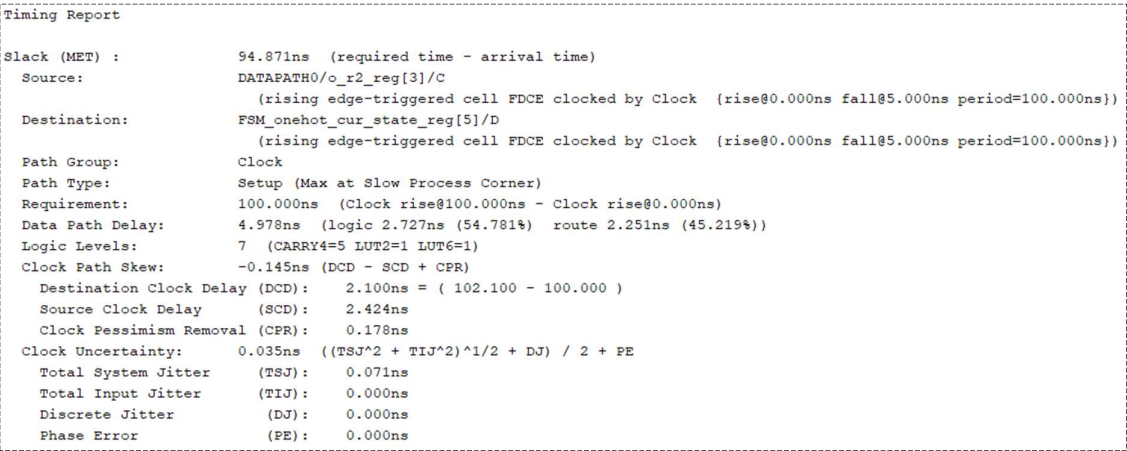 Timing Report
Slack (MET) : 94.871ns (required time - arrival time)
Source: DATAPATH0/o_r2_reg[3]/C
(rising edge-triggered cell FDCE clocked by Clock {rise@0.000ns fall@5.000ns period=100.000ns})
Destination: FSM_onehot_cur_state_reg[5]/D
(rising edge-triggered cell FDCE clocked by Clock {rise@0.000ns fall@5.000ns period=100.000ns})
Path Group: Clock
Path Type: Setup (Max at Slow Process Corner)
Requirement: 100.000ns (Clock rise@100.000ns - Clock rise@0.000ns)
Data Path Delay: 4.978ns (logic 2.727ns (54.781%) route 2.251ns (45.219%))
Logic Levels: 7 (CARRY4=5 LUT2=1 LUT6=1)
Clock Path Skew: -0.145ns (DCD - SCD + CPR)
Destination Clock Delay (DCD): 2.100ns = ( 102.100 - 100.000 )
Source Clock Delay (SCD): 2.424ns
Clock Pessimism Removal (CPR): 0.178ns
Clock Uncertainty: 0.035ns ((TSJ^2 + TIJ^2)^1/2 + DJ) / 2 + PE
Total System Jitter (TSJ): 0.071ns
Total Input Jitter (TIJ): 0.000ns
Discrete Jitter (DJ): 0.000ns
Phase Error (PE): 0.000ns